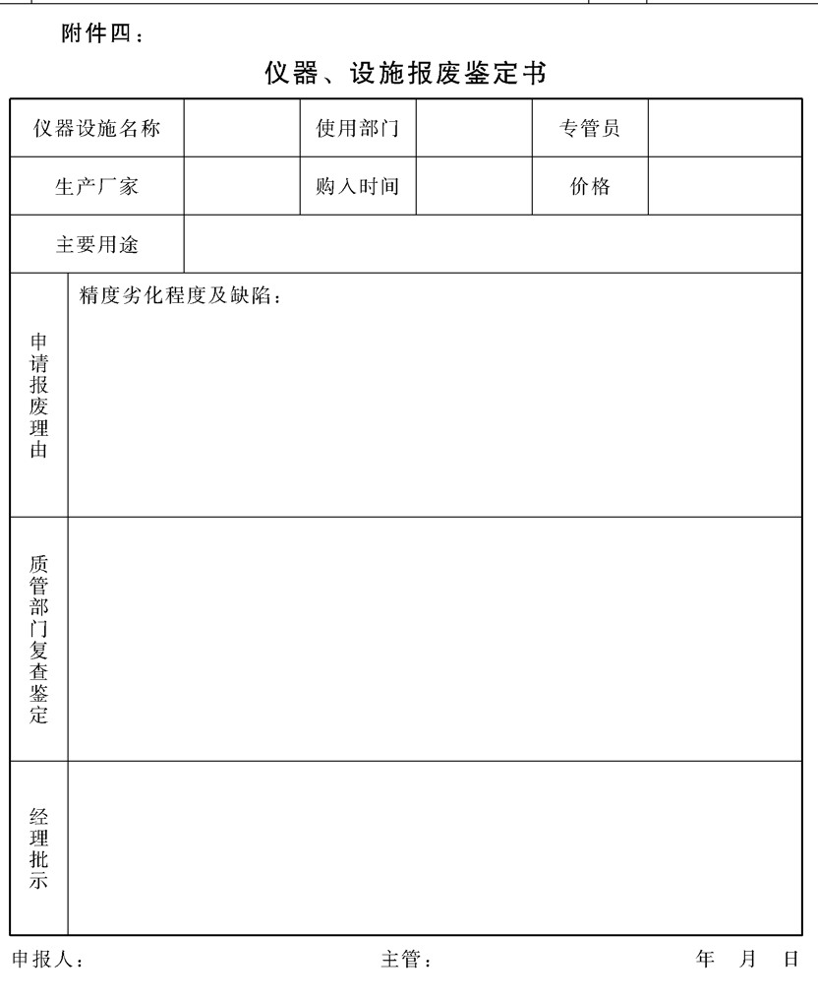 附件四：
仪器、设施报废鉴定书
仪器设施名称 使用部门 专管员
生产厂家 购入时间 价格
主要用途
申请报废理由 精度劣化程度及缺陷：
质管部门复查鉴定
经理批示
申报人： 主管： 年 月 日